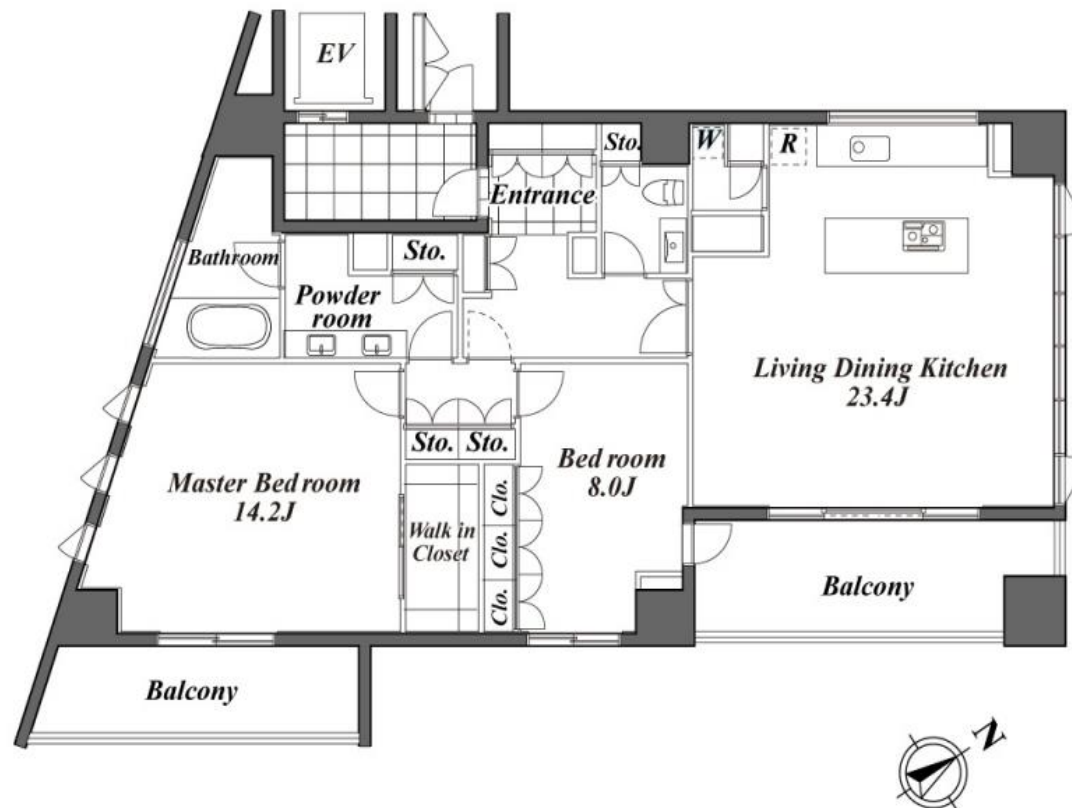 EV
Sto.
W
R
Entrance
Bathroom
Sto.
Powder
room
Living Dining Kitchen
23.4J
Sto.
Sto.
Bed room
8.0J
Master Bed room
14.2J
Clo.
Walk in
Closet
Clo.
Clo.
Balcony
Balcony
N